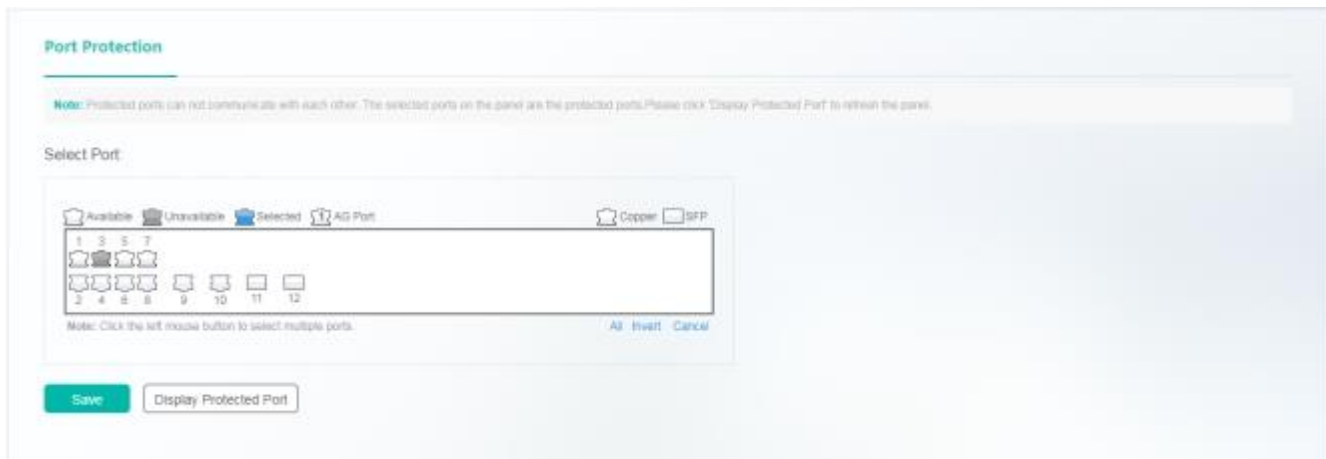 Port Protection
Note: Protected ports can not communicate with each other. The selected ports on the panel are the protected ports.Please click 'Display Protected Port' to refresh the panel.
Select Port
Available Unavailable Selected 1 AG Port Copper SFP
1 3 5 7
2 4 6 8 9 10 11 12
Note: Click the left mouse button to select multiple ports. All Invert Cancel
Save Display Protected Port